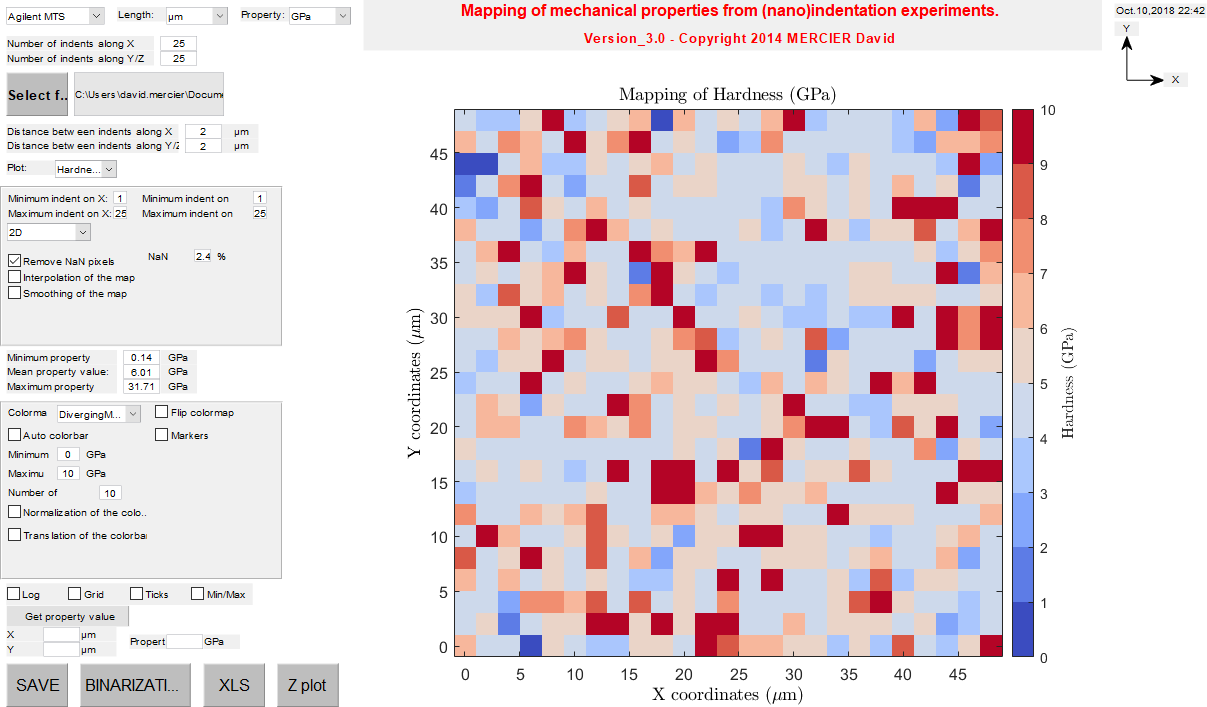 Agilent MTS Length: μm Property: GPa
Number of indents along X 25
Number of indents along Y/Z 25
Select f.. C:\Users\david.mercier\Docume
Distance betw een indents along X 2 μm
Distance betw een indents along Y/Z 2 μm
Plot: Hardne...
Minimum indent on X: 1 Minimum indent on 1
Maximum indent on X: 25 Maximum indent on 25
2D
Remove NaN pixels NaN 2.4 %
Interpolation of the map
Smoothing of the map
Minimum property 0.14 GPa
Mean property value: 6.01 GPa
Maximum property 31.71 GPa
Colorma DivergingM... Flip colormap
Auto colorbar Markers
Minimum 0 GPa
Maximu 10 GPa
Number of 10
Normalization of the colo..
Translation of the colorbar
Log Grid Ticks Min/Max
Get property value
X μm
Y μm
Propert GPa
SAVE BINARIZATI... XLS Z plot
Mapping of mechanical properties from (nano)indentation experiments.
Version_3.0 - Copyright 2014 MERCIER David
Oct.10,2018 22:42
Y
X
Mapping of Hardness (GPa)
Y coordinates (μm)
45
40
35
30
25
20
15
10
5
0
0 5 10 15 20 25 30 35 40 45
X coordinates (μm)
10
9
8
7
6
5
4
3
2
1
0
Hardness (GPa)